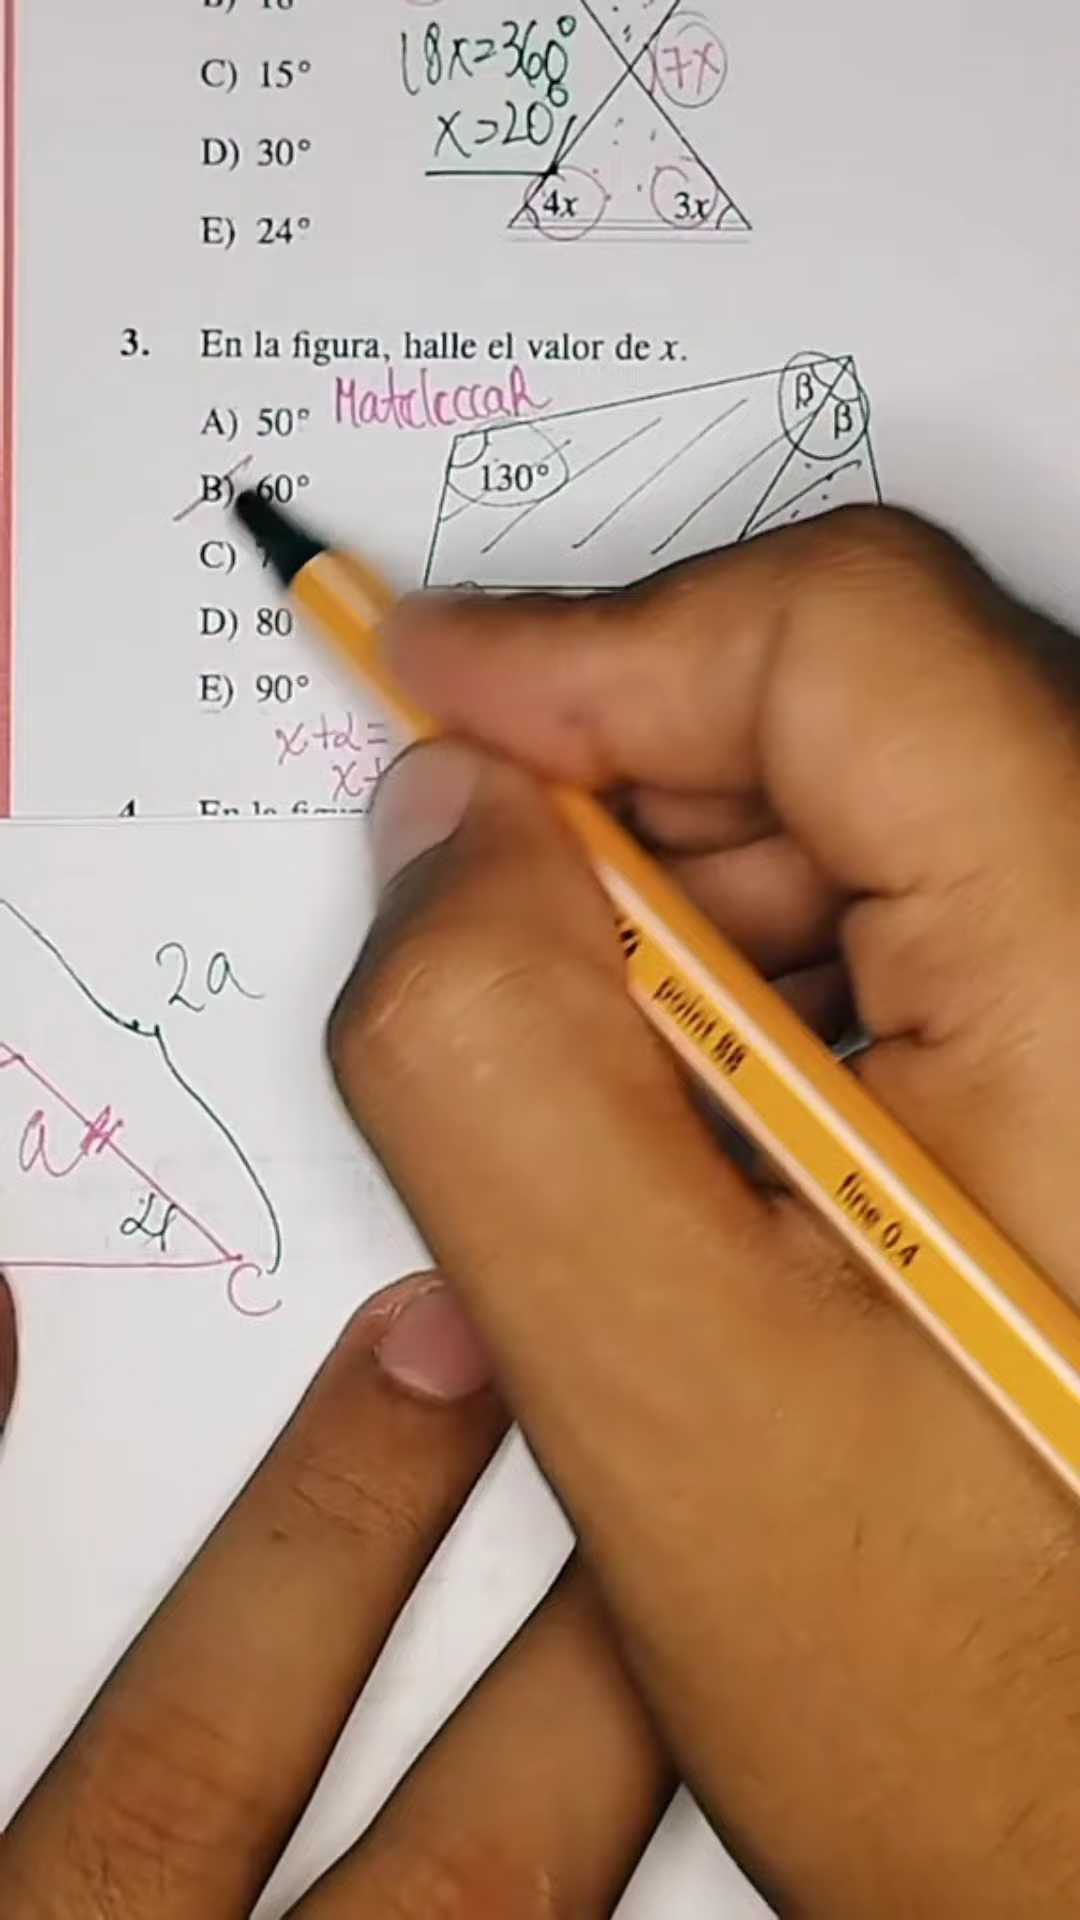 C) 15°
D) 30°
E) 24°
18x=360°
x=20°
7x
4x
3x
3. En la figura, halle el valor de x.
A) 50°
B) 60°
C)
D) 80
E) 90°
130°
β
β
x+α=
x+
4
2a
a
C
point 88
fine 0.4